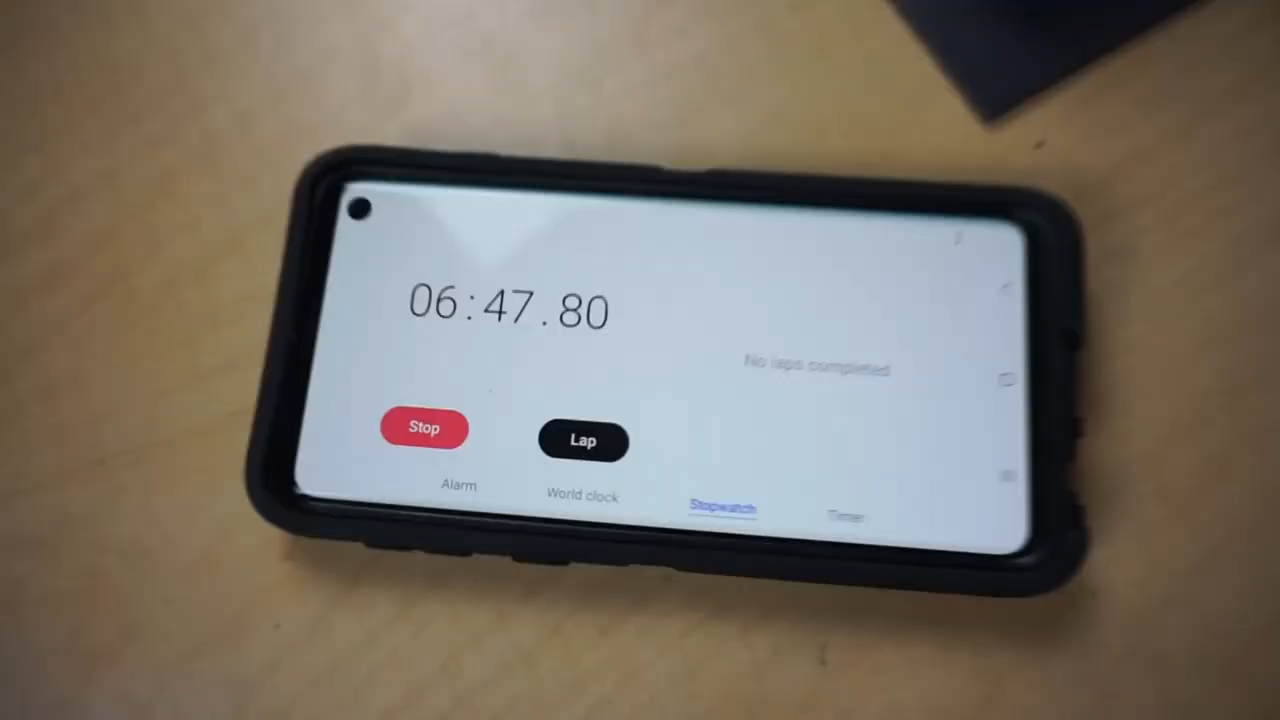 06:47.80
No laps completed
Stop
Lap
Alarm
World clock
Stopwatch
Timer